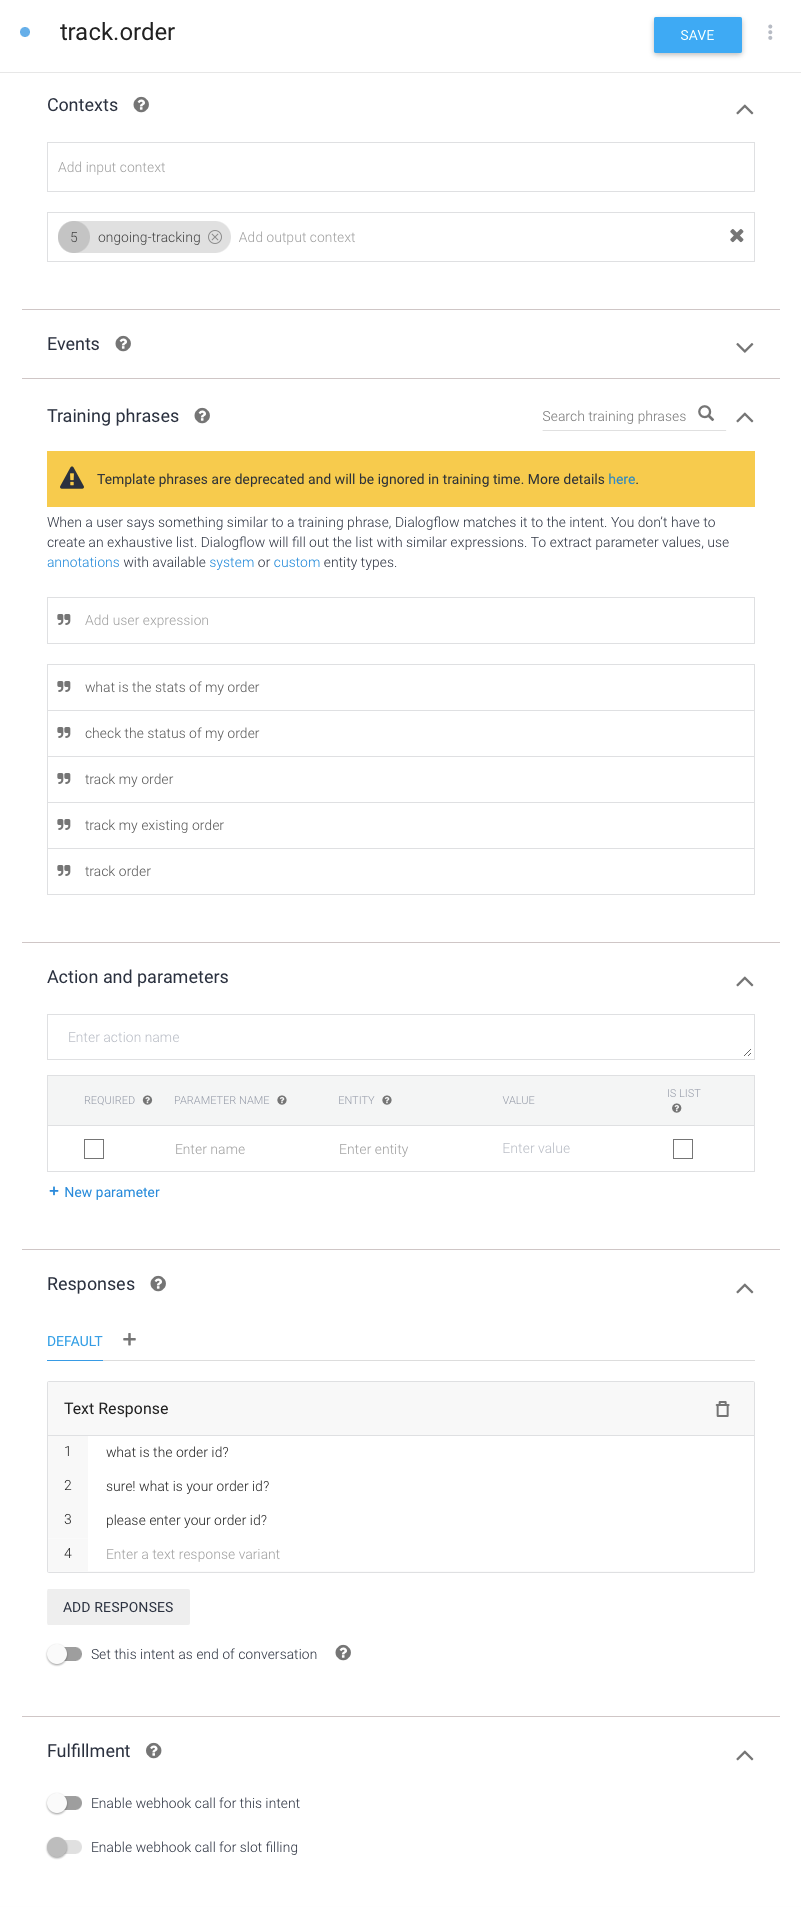 track.order
SAVE
Contexts
Add input context
5 ongoing-tracking Add output context
Events
Training phrases
Search training phrases
Template phrases are deprecated and will be ignored in training time. More details here.
When a user says something similar to a training phrase, Dialogflow matches it to the intent. You don't have to
create an exhaustive list. Dialogflow will fill out the list with similar expressions. To extract parameter values, use
annotations with available system or custom entity types.
Add user expression
what is the stats of my order
check the status of my order
track my order
track my existing order
track order
Action and parameters
Enter action name
REQUIRED PARAMETER NAME ENTITY VALUE IS LIST
Enter name Enter entity Enter value
+ New parameter
Responses
DEFAULT +
Text Response
1 what is the order id?
2 sure! what is your order id?
3 please enter your order id?
4 Enter a text response variant
ADD RESPONSES
Set this intent as end of conversation
Fulfillment
Enable webhook call for this intent
Enable webhook call for slot filling